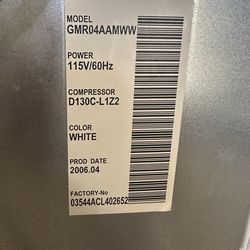 MODEL
GMR04AAMWW
POWER
115V/60Hz
COMPRESSOR
D130C-L1Z2
COLOR
WHITE
PROD DATE
2006.04
FACTORY-No
03544ACL402652